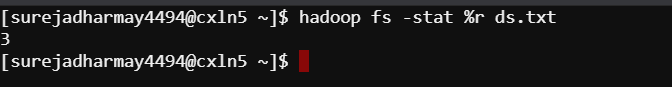 [surejadharmay4494@cxln5 ~]$ hadoop fs -stat %r ds.txt
3
[surejadharmay4494@cxln5 ~]$